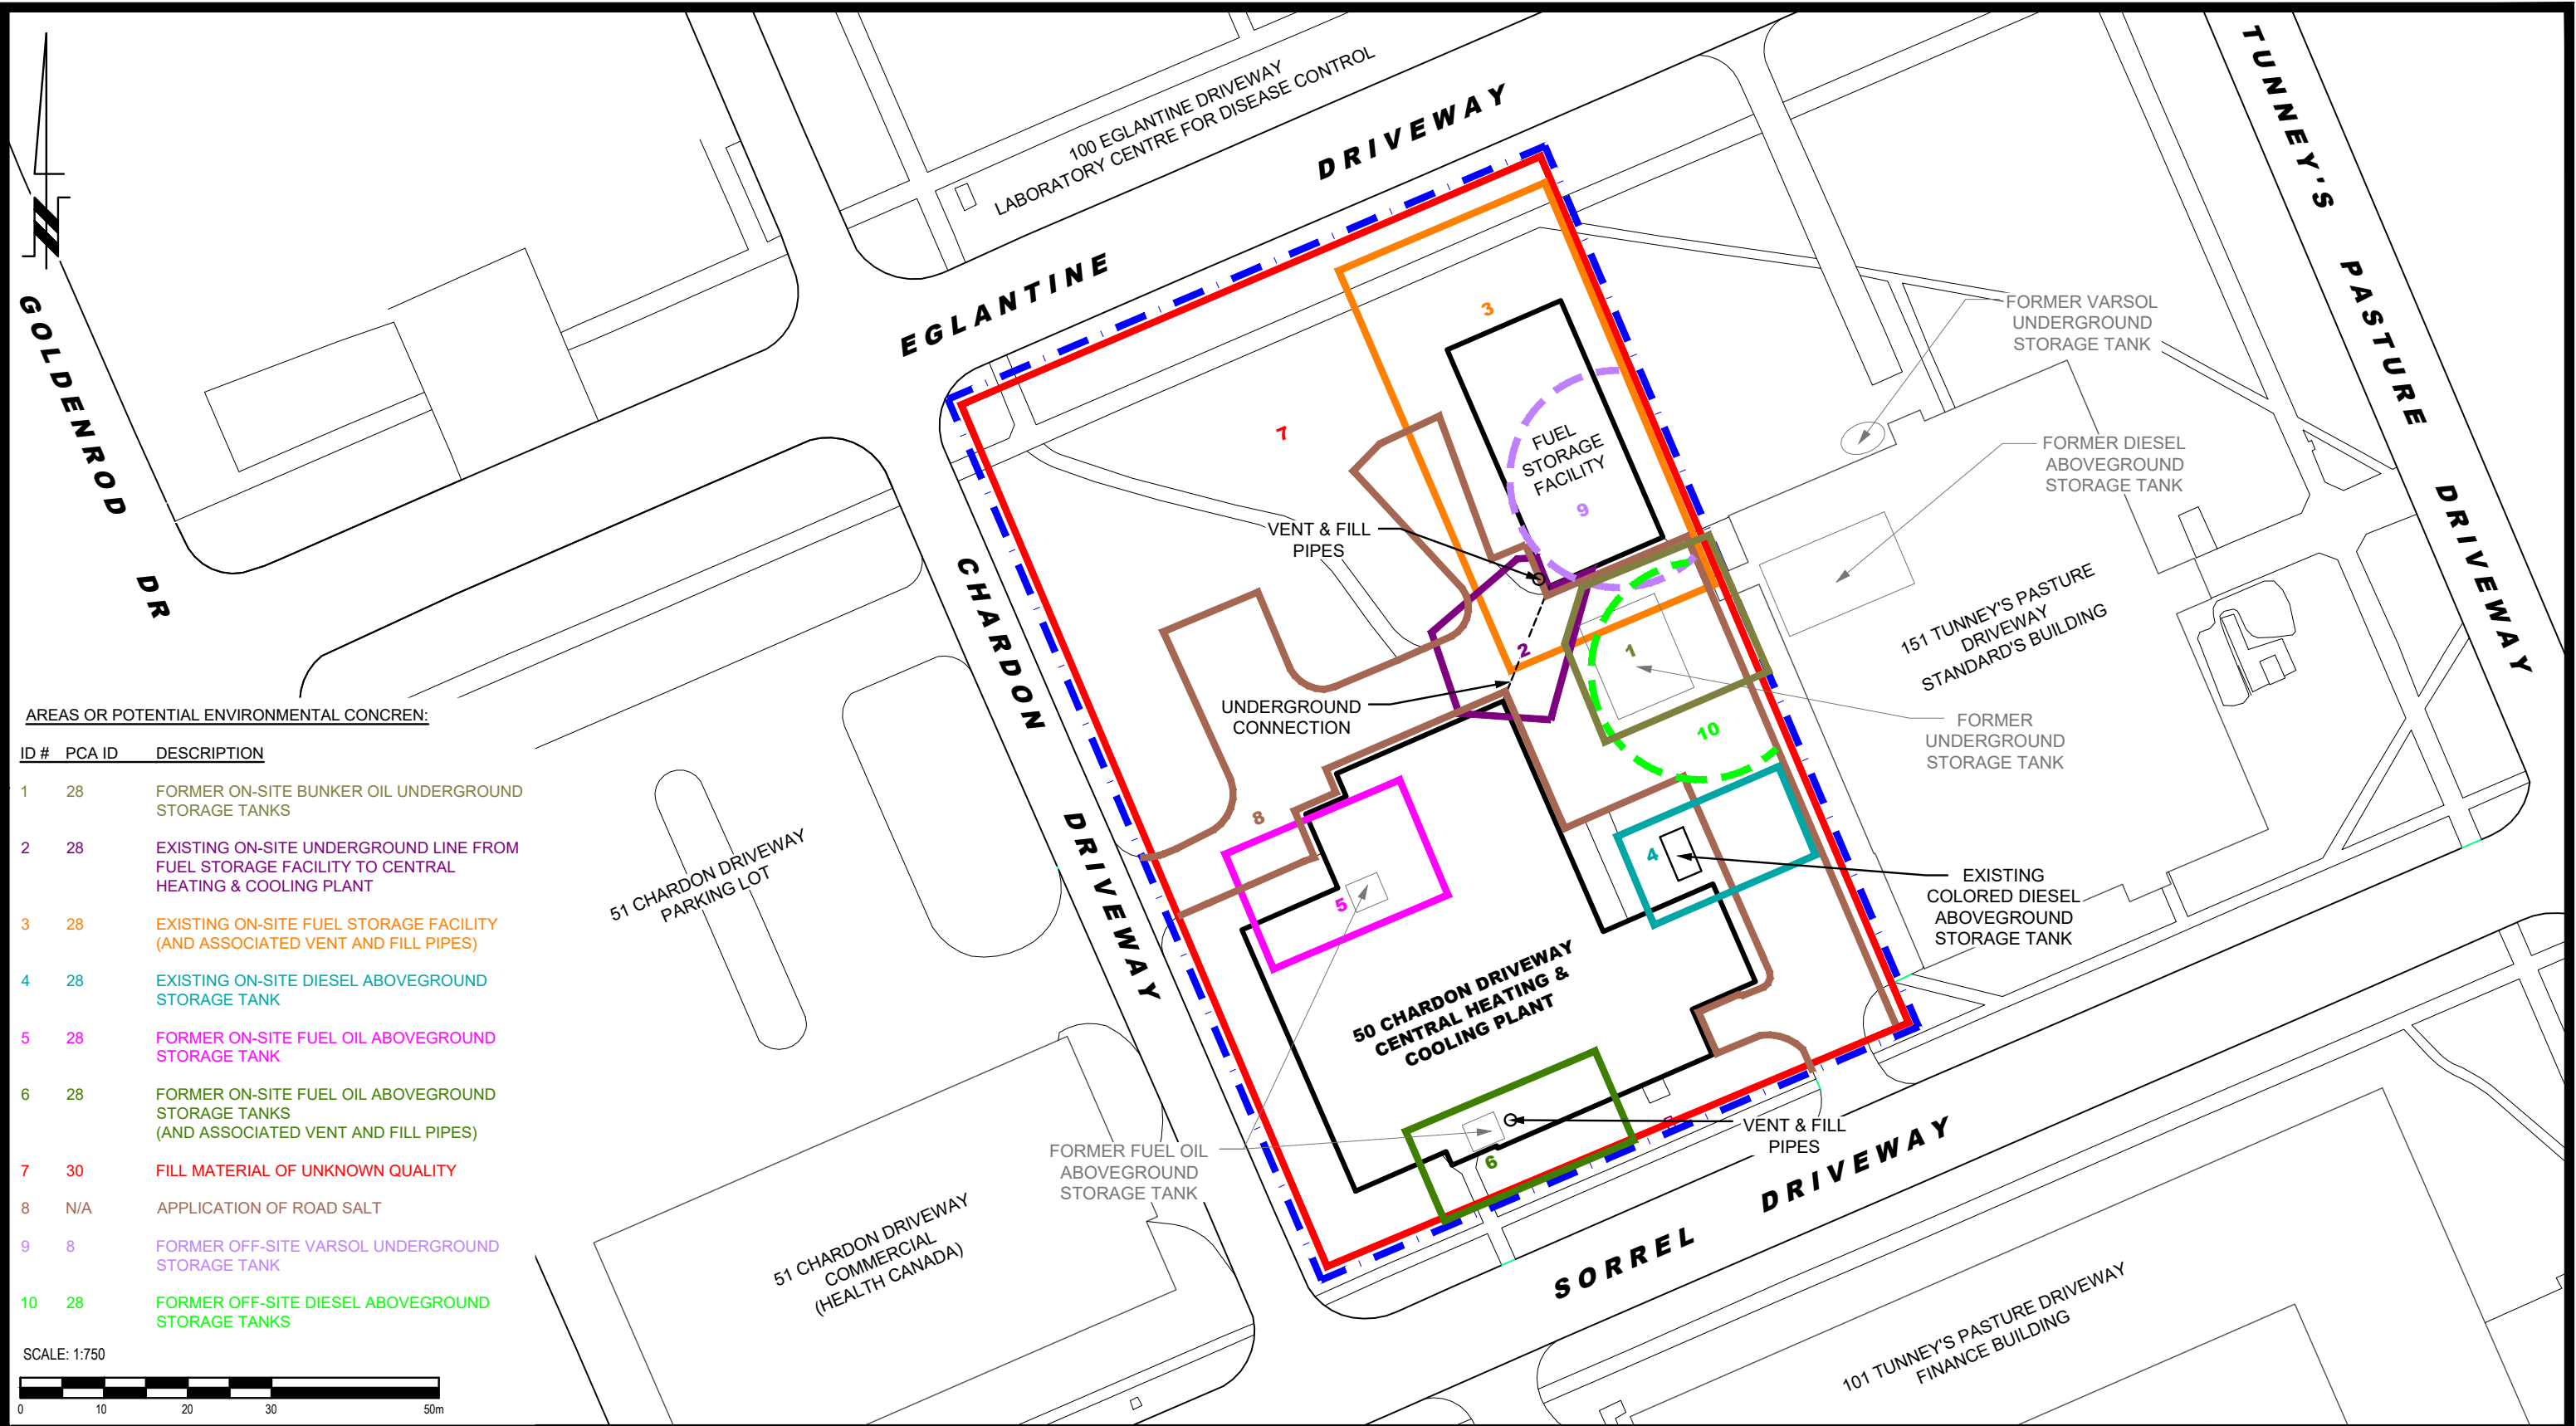 100 EGLANTINE DRIVEWAY
LABORATORY CENTRE FOR DISEASE CONTROL
EGLANTINE DRIVEWAY
TUNNEY'S PASTURE DRIVEWAY
GOLDENROD DR
CHARDON DRIVEWAY
SORREL DRIVEWAY
3
7
FUEL
STORAGE
FACILITY
9
VENT & FILL
PIPES
2
1
10
UNDERGROUND
CONNECTION
8
4
5
6
7
FORMER VARSOL
UNDERGROUND
STORAGE TANK
FORMER DIESEL
ABOVEGROUND
STORAGE TANK
151 TUNNEY'S PASTURE
DRIVEWAY
STANDARD'S BUILDING
FORMER
UNDERGROUND
STORAGE TANK
EXISTING
COLORED DIESEL
ABOVEGROUND
STORAGE TANK
50 CHARDON DRIVEWAY
CENTRAL HEATING &
COOLING PLANT
51 CHARDON DRIVEWAY
PARKING LOT
FORMER FUEL OIL
ABOVEGROUND
STORAGE TANK
VENT & FILL
PIPES
51 CHARDON DRIVEWAY
COMMERCIAL
(HEALTH CANADA)
101 TUNNEY'S PASTURE DRIVEWAY
FINANCE BUILDING
AREAS OR POTENTIAL ENVIRONMENTAL CONCREN:
ID # PCA ID DESCRIPTION
1 28 FORMER ON-SITE BUNKER OIL UNDERGROUND
STORAGE TANKS
2 28 EXISTING ON-SITE UNDERGROUND LINE FROM
FUEL STORAGE FACILITY TO CENTRAL
HEATING & COOLING PLANT
3 28 EXISTING ON-SITE FUEL STORAGE FACILITY
(AND ASSOCIATED VENT AND FILL PIPES)
4 28 EXISTING ON-SITE DIESEL ABOVEGROUND
STORAGE TANK
5 28 FORMER ON-SITE FUEL OIL ABOVEGROUND
STORAGE TANK
6 28 FORMER ON-SITE FUEL OIL ABOVEGROUND
STORAGE TANKS
(AND ASSOCIATED VENT AND FILL PIPES)
7 30 FILL MATERIAL OF UNKNOWN QUALITY
8 N/A APPLICATION OF ROAD SALT
9 8 FORMER OFF-SITE VARSOL UNDERGROUND
STORAGE TANK
10 28 FORMER OFF-SITE DIESEL ABOVEGROUND
STORAGE TANKS
SCALE: 1:750
0 10 20 30 50m